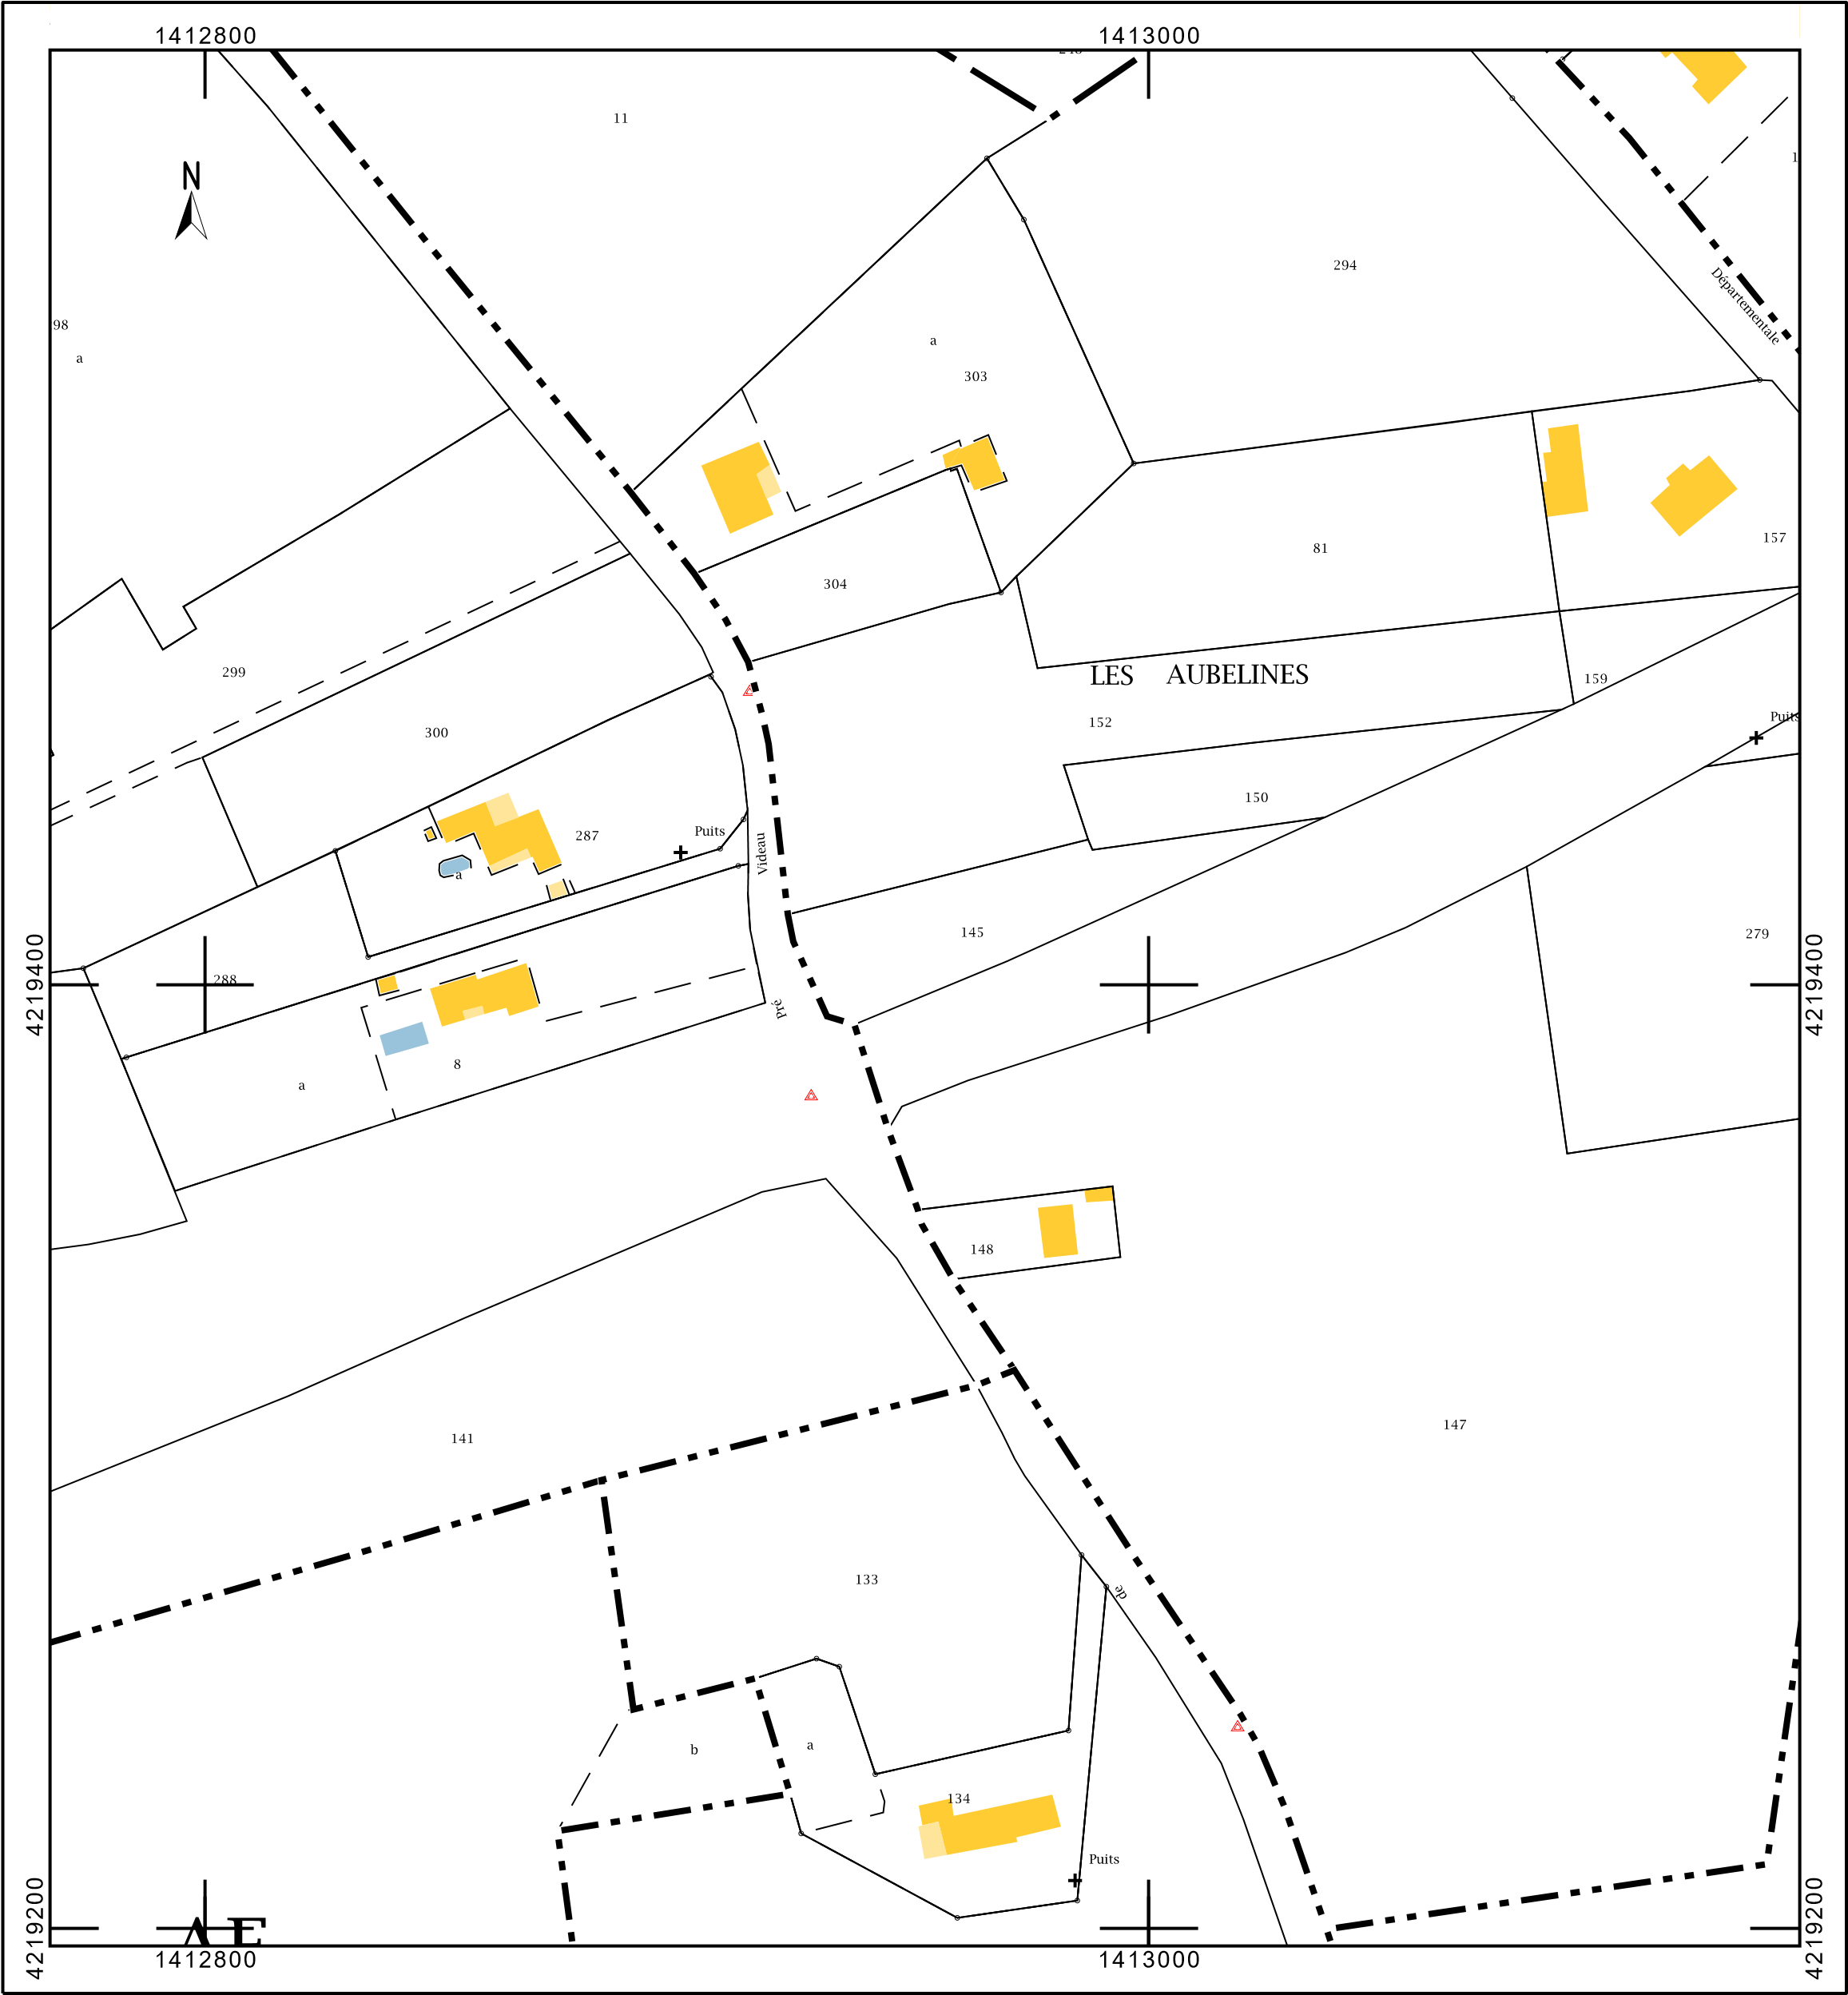 1412800
1413000
11
N
294
Départementale
98
a
a
303
81
157
304
299
LES AUBELINES
159
152
Puits
300
150
287
Puits
Videau
a
145
279
4219400
4219400
288
Pré
8
a
148
141
147
133
de
b
a
134
Puits
4219200
4219200
AE
1412800
1413000